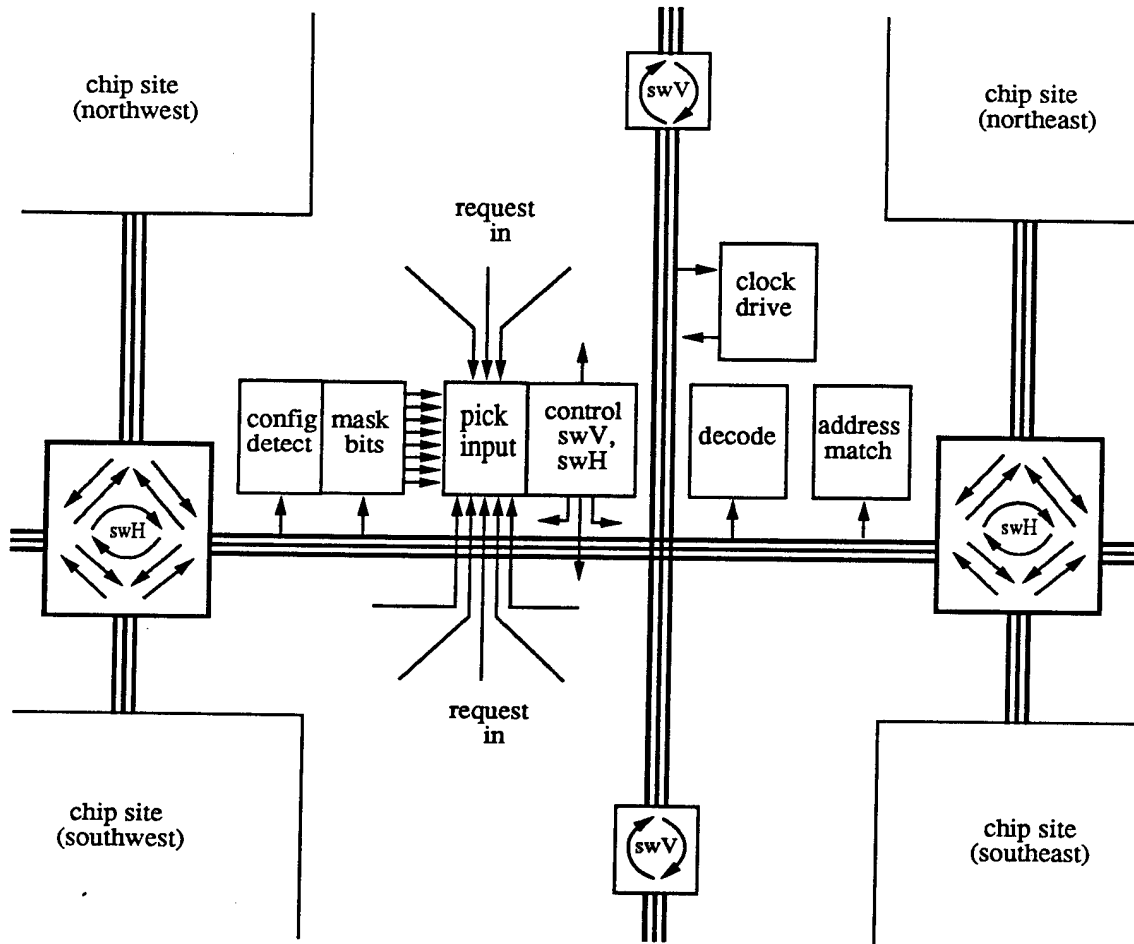 chip site
(northwest)
swV
chip site
(northeast)
request
in
clock
drive
config
detect
mask
bits
pick
input
control
swV,
swH
decode
address
match
swH
swH
request
in
chip site
(southwest)
swV
chip site
(southeast)